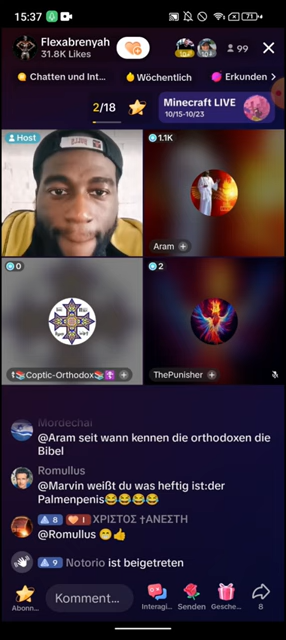 15:37
71
Flexabrenyah
31.8K Likes
99
Chatten und Int...
Wöchentlich
Erkunden
2/18
Minecraft LIVE
10/15-10/23
Host
1.1K
Aram
0
2
Coptic-Orthodox
ThePunisher
Mordechai
@Aram seit wann kennen die orthodoxen die
Bibel
Romullus
@Marvin weißt du was heftig ist:der
Palmenpenis😂😂😂😂
8 1 ΧΡΙΣΤΟΣ †ΑΝΕΣΤΗ
@Romullus 😁👍
9 Notorio ist beigetreten
Kommen...
Abonn...
Interagi...
Senden
Gesche...
8